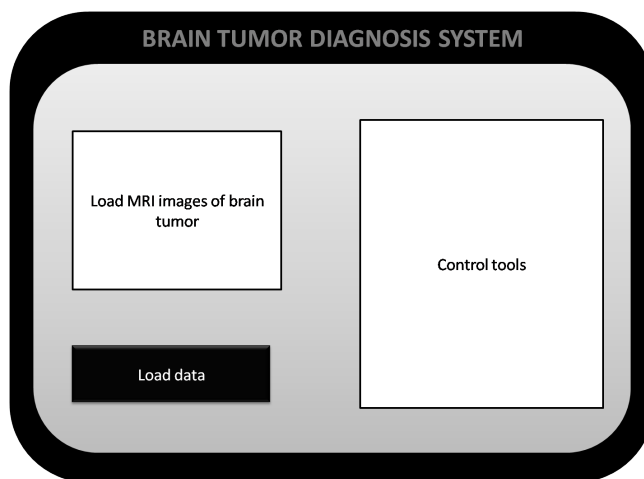 BRAIN TUMOR DIAGNOSIS SYSTEM
Load MRI images of brain
tumor
Control tools
Load data